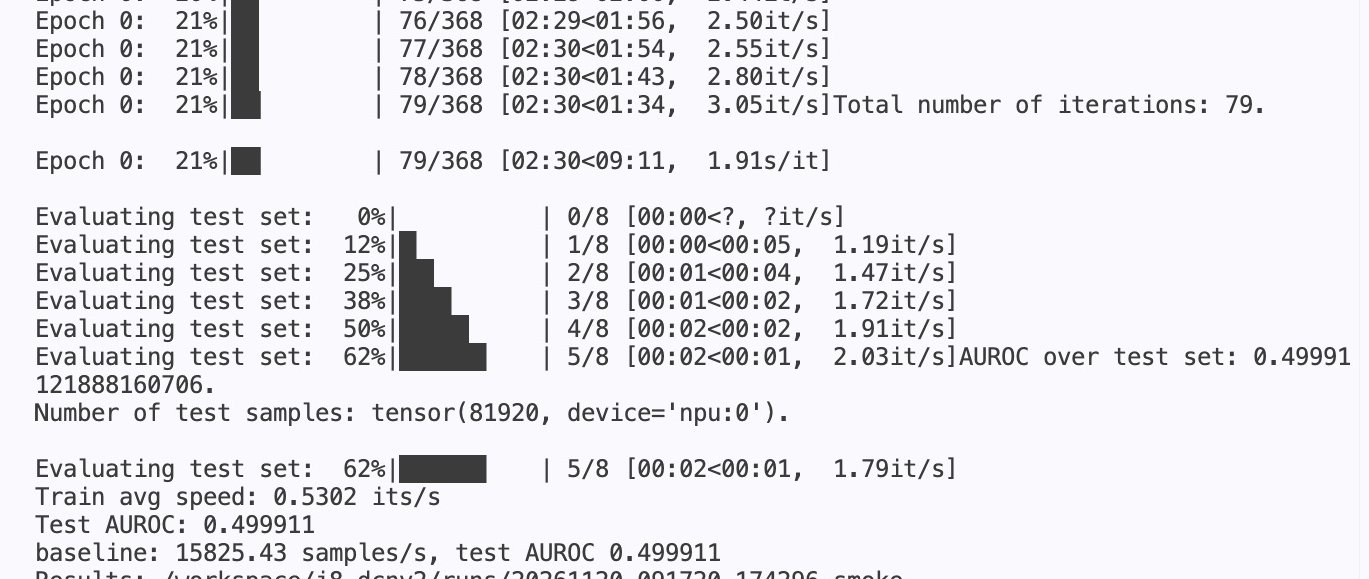 Epoch 0:  21%|██        | 76/368 [02:29<01:56,  2.50it/s]
Epoch 0:  21%|██        | 77/368 [02:30<01:54,  2.55it/s]
Epoch 0:  21%|██        | 78/368 [02:30<01:43,  2.80it/s]
Epoch 0:  21%|██        | 79/368 [02:30<01:34,  3.05it/s]Total number of iterations: 79.
Epoch 0:  21%|██        | 79/368 [02:30<09:11,  1.91s/it]
Evaluating test set:   0%|          | 0/8 [00:00<?, ?it/s]
Evaluating test set:  12%|█         | 1/8 [00:00<00:05,  1.19it/s]
Evaluating test set:  25%|██        | 2/8 [00:01<00:04,  1.47it/s]
Evaluating test set:  38%|███       | 3/8 [00:01<00:02,  1.72it/s]
Evaluating test set:  50%|████      | 4/8 [00:02<00:02,  1.91it/s]
Evaluating test set:  62%|█████     | 5/8 [00:02<00:01,  2.03it/s]AUROC over test set: 0.49991
121888160706.
Number of test samples: tensor(81920, device='npu:0').
Evaluating test set:  62%|█████     | 5/8 [00:02<00:01,  1.79it/s]
Train avg speed: 0.5302 its/s
Test AUROC: 0.499911
baseline: 15825.43 samples/s, test AUROC 0.499911